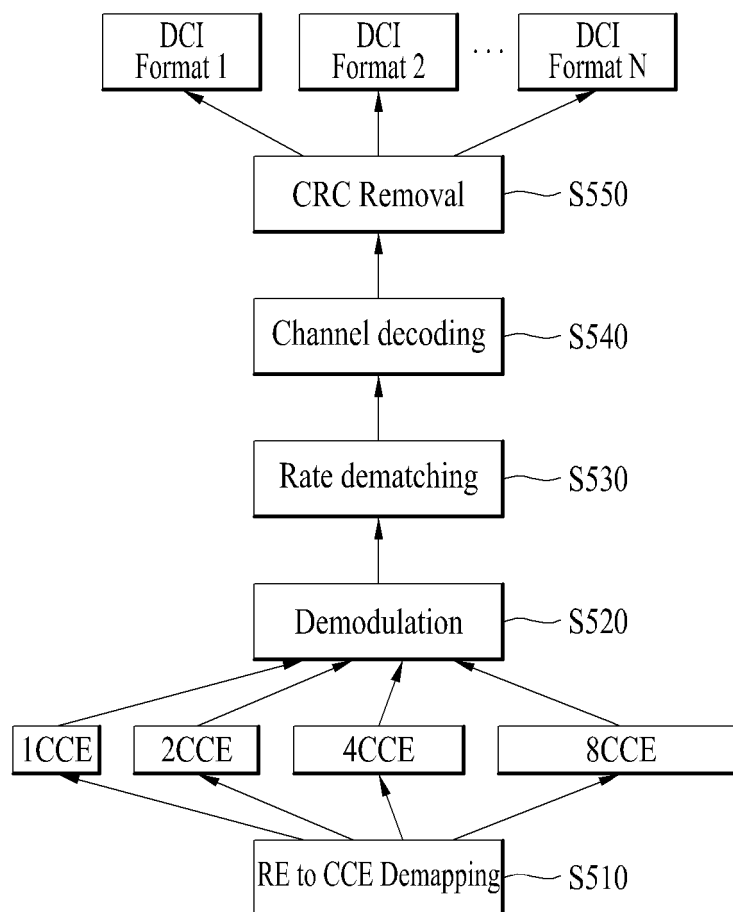 DCI
Format 1
DCI
Format 2
...
DCI
Format N
CRC Removal
S550
Channel decoding
S540
Rate dematching
S530
Demodulation
S520
1CCE
2CCE
4CCE
8CCE
RE to CCE Demapping
S510